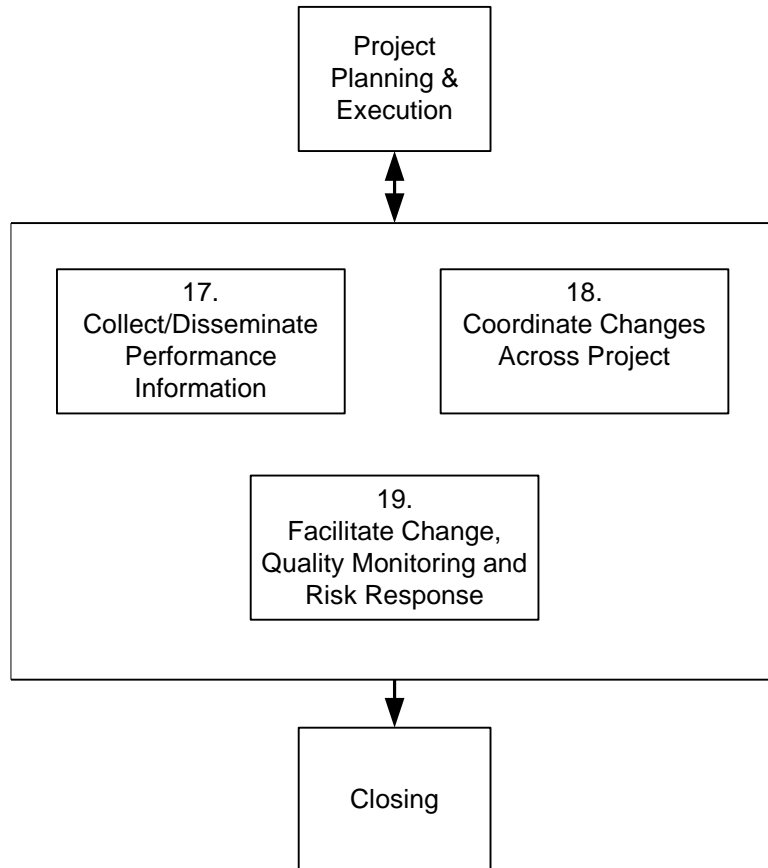 Project
Planning &
Execution
17.
Collect/Disseminate
Performance
Information
18.
Coordinate Changes
Across Project
19.
Facilitate Change,
Quality Monitoring and
Risk Response
Closing